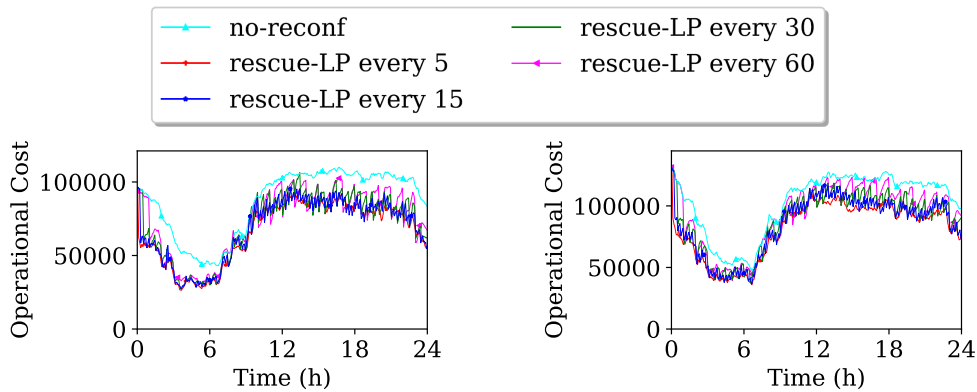 no-reconf
rescue-LP every 5
rescue-LP every 15
rescue-LP every 30
rescue-LP every 60
Operational Cost
100000
50000
0
0 6 12 18 24
Time (h)
Operational Cost
100000
50000
0
0 6 12 18 24
Time (h)